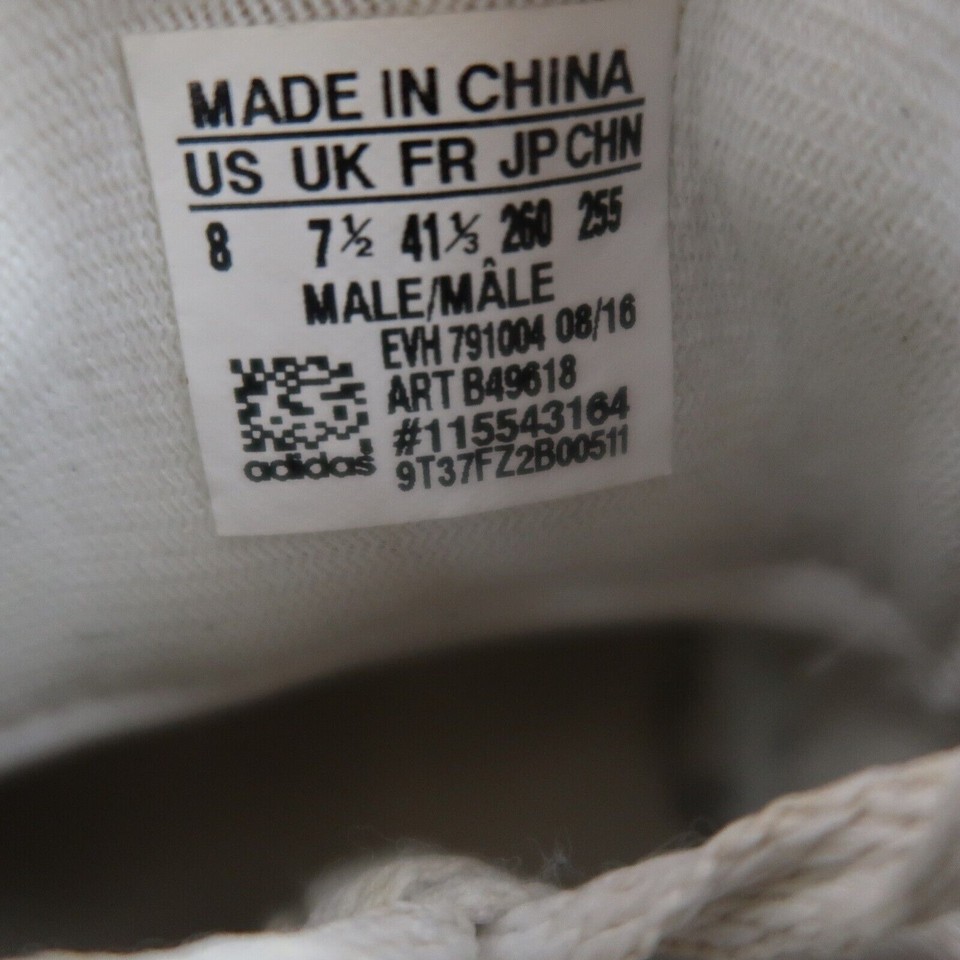 MADE IN CHINA
US UK FR JP CHN
8 7½ 41⅓ 260 255
MALE/MÂLE
EVH 791004 08/16
ART B49618
#115543164
9T37FZ2B00511
adidas